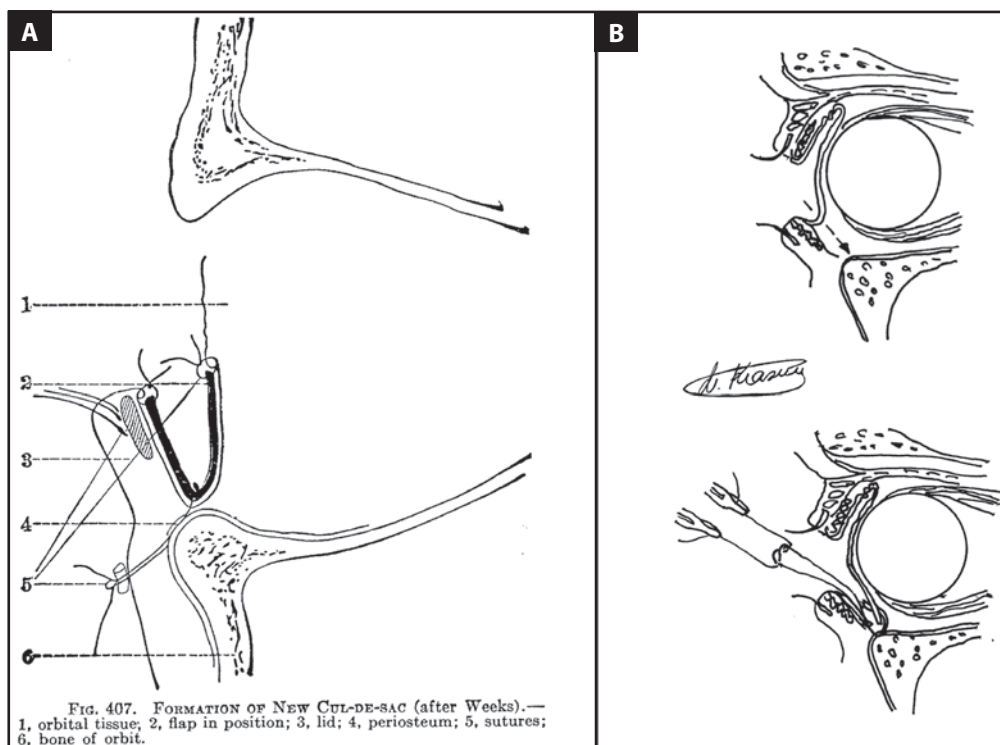 A
B
1
2
3
4
5
6
FIG. 407. FORMATION OF NEW CUL-DE-SAC (after Weeks).—
1, orbital tissue; 2, flap in position; 3, lid; 4, periosteum; 5, sutures;
6, bone of orbit.